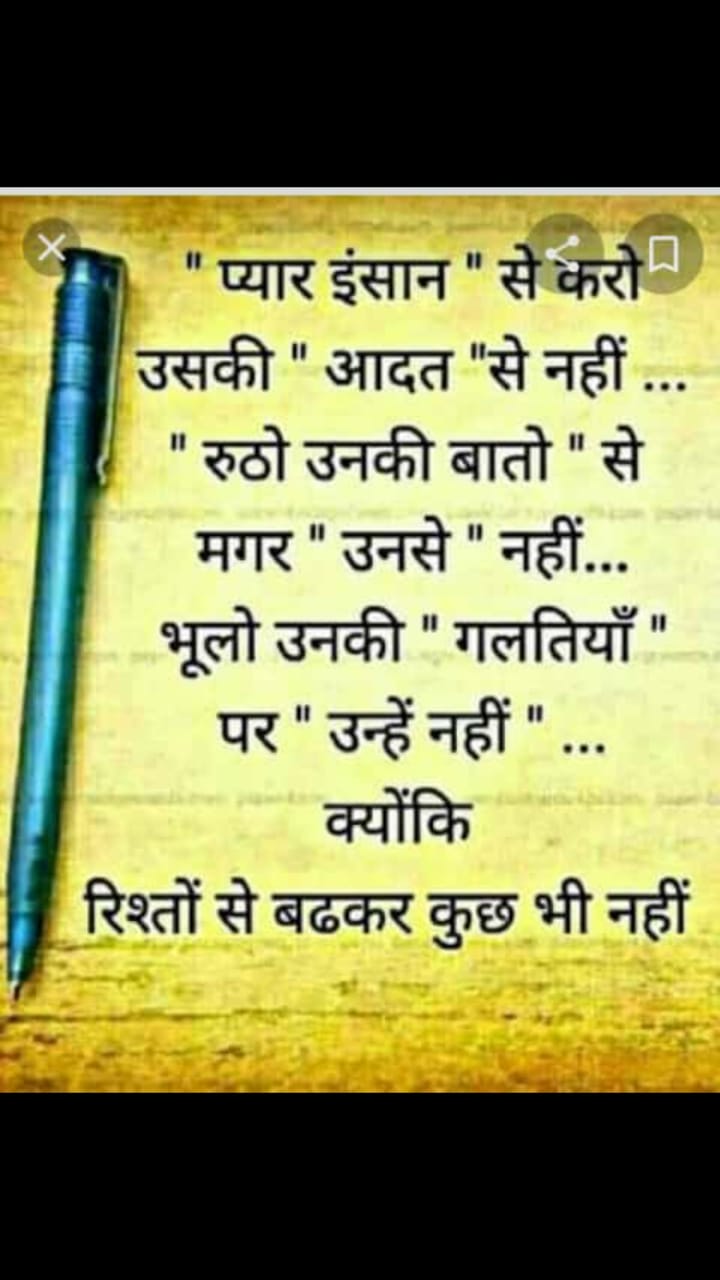 " प्यार इंसान " से करो
उसकी " आदत "से नहीं ...
" रुठो उनकी बातो " से
मगर " उनसे " नहीं...
भूलो उनकी " गलतियाँ "
पर " उन्हें नहीं " ...
क्योंकि
रिश्तों से बढकर कुछ भी नहीं